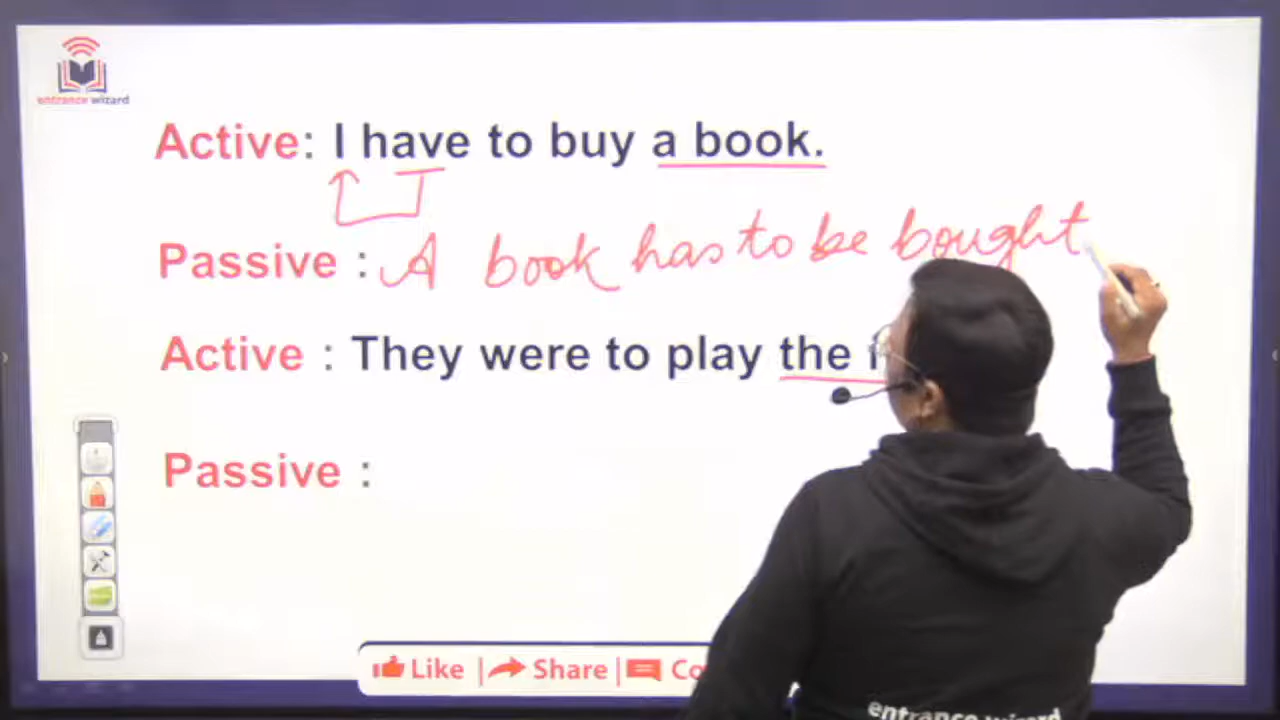 entrance wizard
Active: I have to buy a book.
Passive : A book has to be bought
Active : They were to play the
Passive :
Like | Share |
entrance wizard